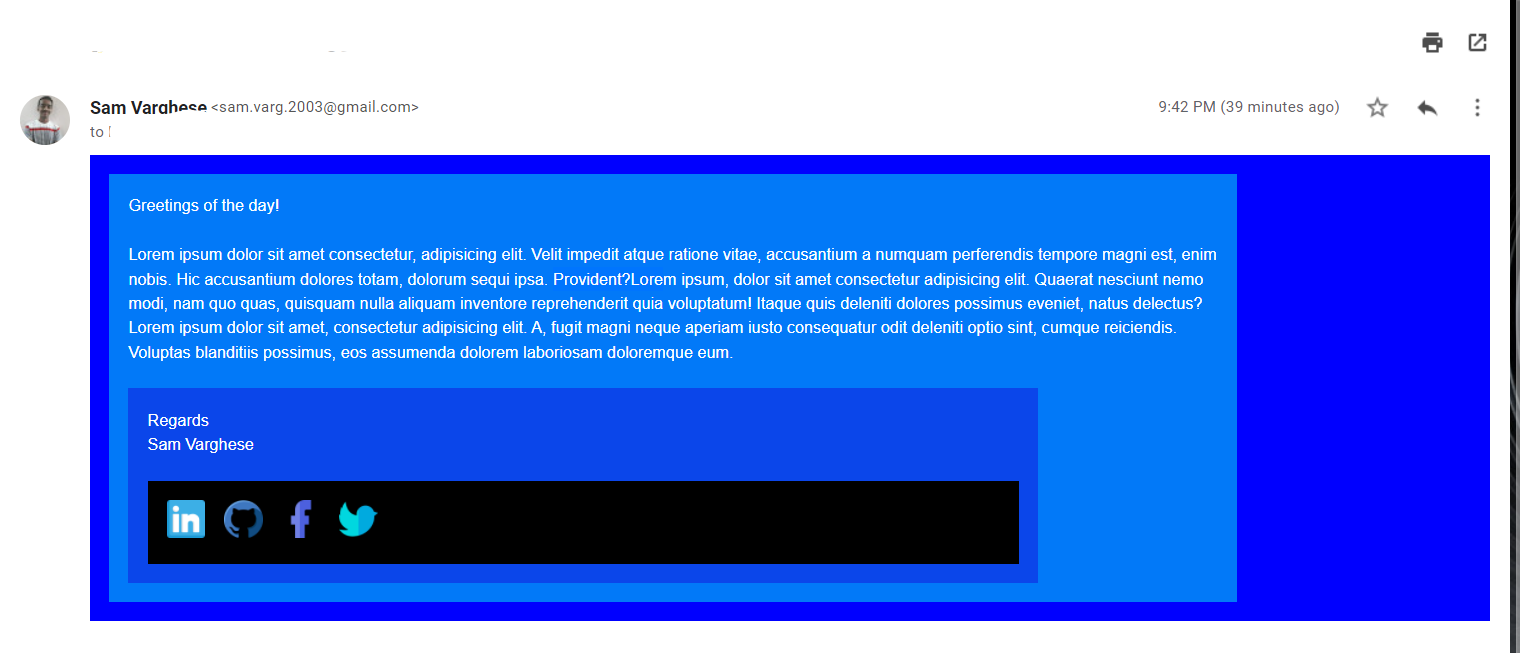 Sam Varghese <sam.varg.2003@gmail.com>
9:42 PM (39 minutes ago)
to
Greetings of the day!
Lorem ipsum dolor sit amet consectetur, adipisicing elit. Velit impedit atque ratione vitae, accusantium a numquam perferendis tempore magni est, enim
nobis. Hic accusantium dolores totam, dolorum sequi ipsa. Provident?Lorem ipsum, dolor sit amet consectetur adipisicing elit. Quaerat nesciunt nemo
modi, nam quo quas, quisquam nulla aliquam inventore reprehenderit quia voluptatum! Itaque quis deleniti dolores possimus eveniet, natus delectus?
Lorem ipsum dolor sit amet, consectetur adipisicing elit. A, fugit magni neque aperiam iusto consequatur odit deleniti optio sint, cumque reiciendis.
Voluptas blanditiis possimus, eos assumenda dolorem laboriosam doloremque eum.
Regards
Sam Varghese
in